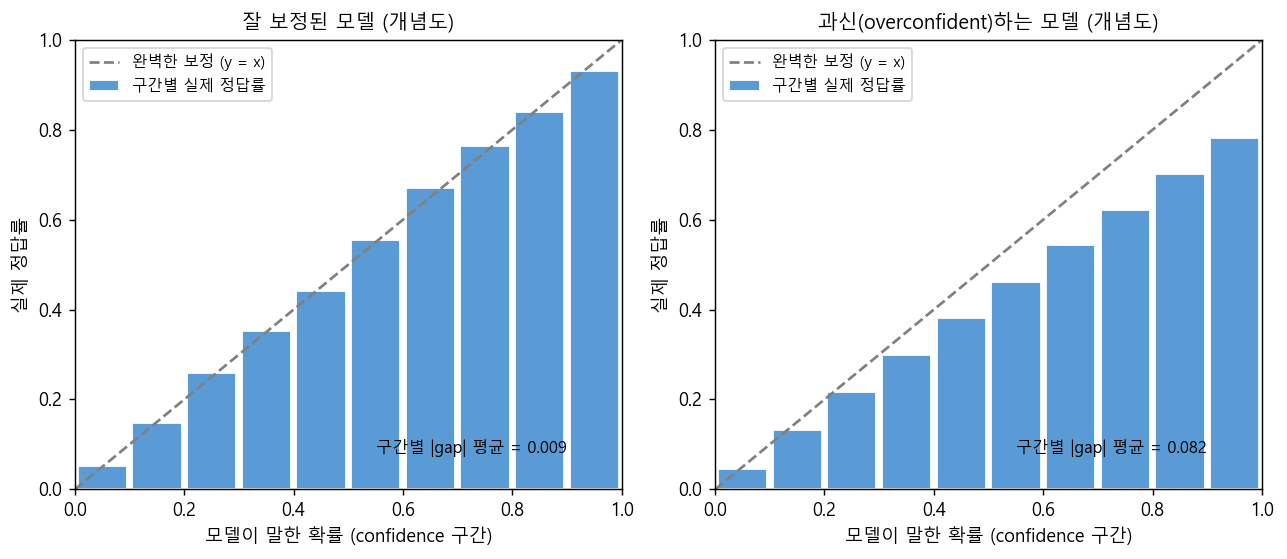 잘 보정된 모델 (개념도)
완벽한 보정 (y = x)
구간별 실제 정답률
구간별 |gap| 평균 = 0.009
실제 정답률
1.0
0.8
0.6
0.4
0.2
0.0
0.0 0.2 0.4 0.6 0.8 1.0
모델이 말한 확률 (confidence 구간)
과신(overconfident)하는 모델 (개념도)
완벽한 보정 (y = x)
구간별 실제 정답률
구간별 |gap| 평균 = 0.082
실제 정답률
1.0
0.8
0.6
0.4
0.2
0.0
0.0 0.2 0.4 0.6 0.8 1.0
모델이 말한 확률 (confidence 구간)